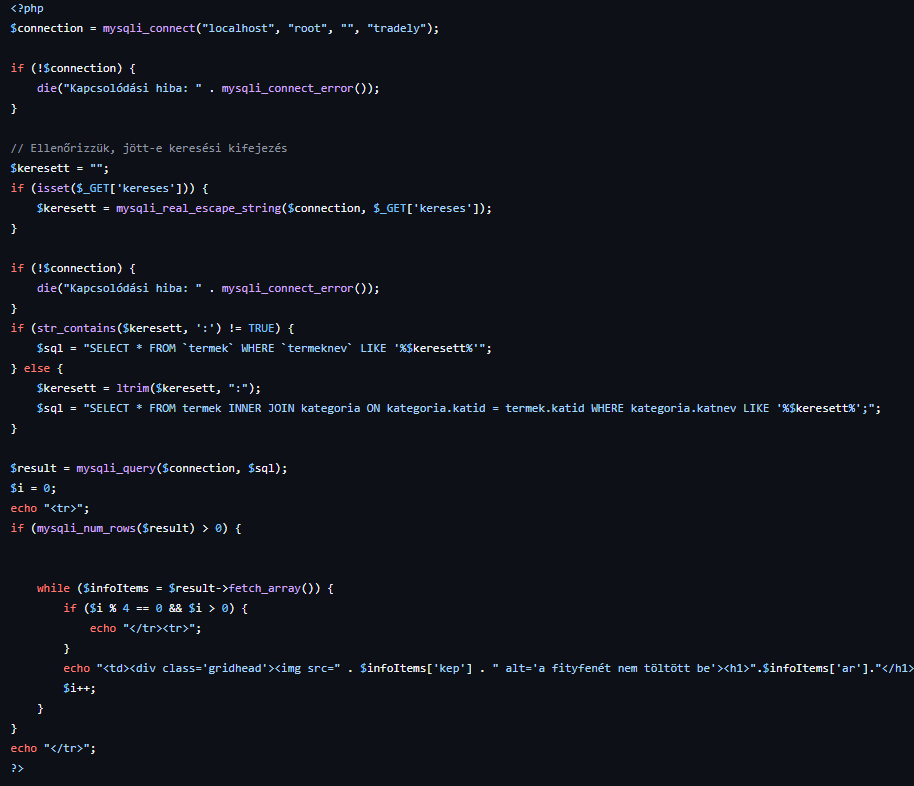 <?php
$connection = mysqli_connect("localhost", "root", "", "tradely");
if (!$connection) {
    die("Kapcsolódási hiba: " . mysqli_connect_error());
}
// Ellenőrizzük, jött-e keresési kifejezés
$keresett = "";
if (isset($_GET['kereses'])) {
    $keresett = mysqli_real_escape_string($connection, $_GET['kereses']);
}
if (!$connection) {
    die("Kapcsolódási hiba: " . mysqli_connect_error());
}
if (str_contains($keresett, ':') != TRUE) {
    $sql = "SELECT * FROM `termek` WHERE `termeknev` LIKE '%$keresett%'";
} else {
    $keresett = ltrim($keresett, ":");
    $sql = "SELECT * FROM termek INNER JOIN kategoria ON kategoria.katid = termek.katid WHERE kategoria.katnev LIKE '%$keresett%';";
}
$result = mysqli_query($connection, $sql);
$i = 0;
echo "<tr>";
if (mysqli_num_rows($result) > 0) {
    while ($infoItems = $result->fetch_array()) {
        if ($i % 4 == 0 && $i > 0) {
            echo "</tr><tr>";
        }
        echo "<td><div class='gridhead'><img src=" . $infoItems['kep'] . " alt='a fityfenét nem töltött be'><h1>".$infoItems['ar']."</h1>
        $i++;
    }
}
echo "</tr>";
?>